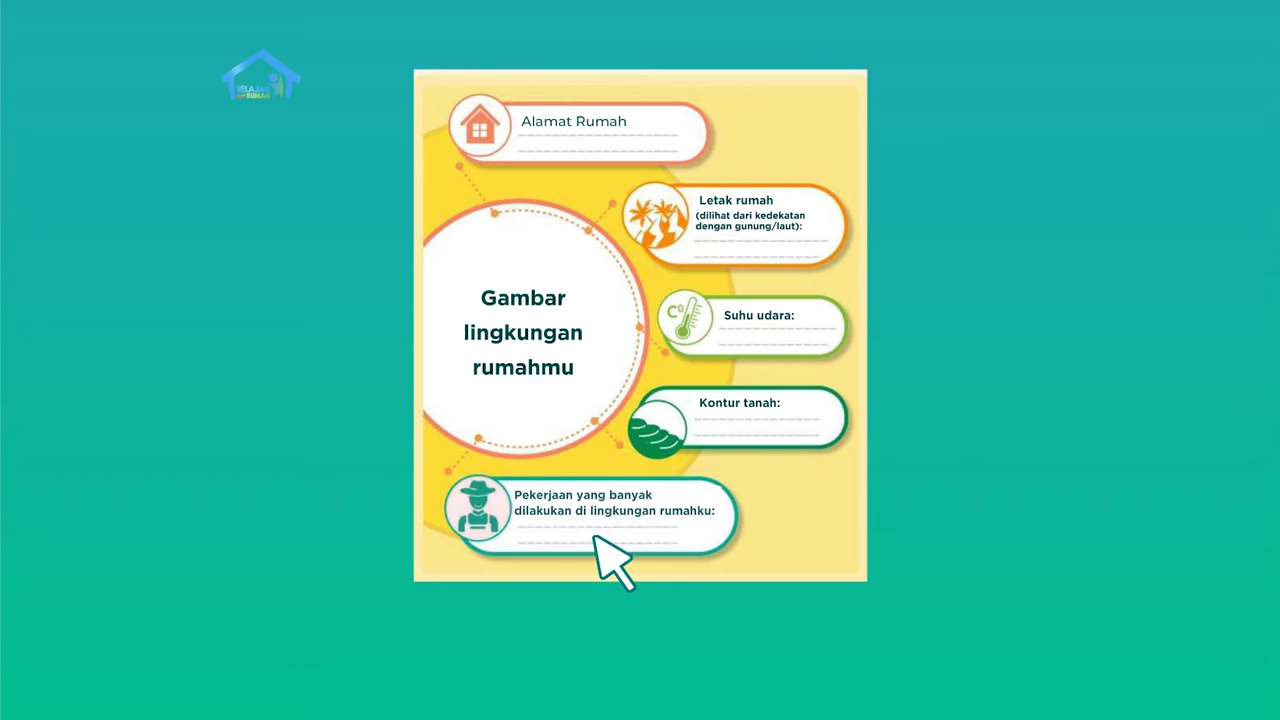 BELAJAR
dari RUMAH
Alamat Rumah
Letak rumah
(dilihat dari kedekatan
dengan gunung/laut):
C°
Suhu udara:
Gambar
lingkungan
rumahmu
Kontur tanah:
Pekerjaan yang banyak
dilakukan di lingkungan rumahku: